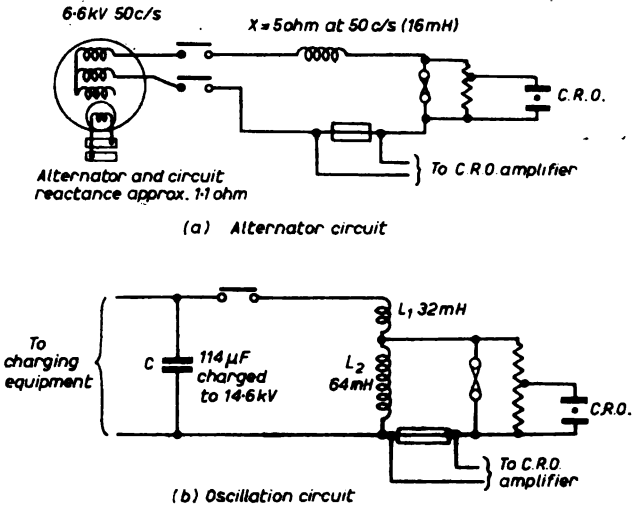 6·6kV 50c/s
X = 5ohm at 50 c/s (16mH)
C.R.O.
To C.R.O. amplifier
Alternator and circuit
reactance approx. 1·1 ohm
(a) Alternator circuit
L₁ 32mH
To
charging
equipment
C
114 μF
charged
to 14·6kV
L₂
64mH
C.R.O.
To C.R.O.
amplifier
(b) Oscillation circuit